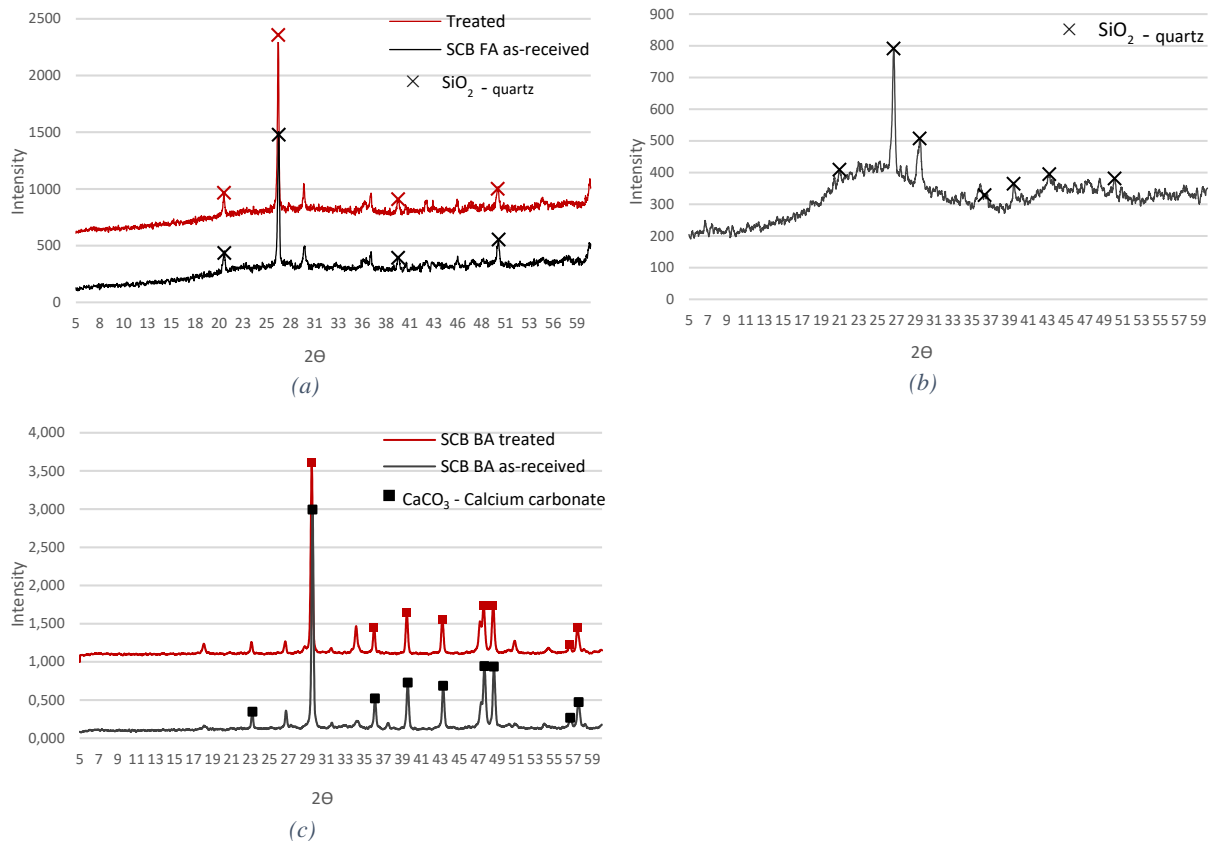 2500
2000
1500
1000
500
0
Intensity
Treated
SCB FA as-received
SiO2 - quartz
5 8 10 13 15 18 20 23 25 28 31 33 36 38 41 43 46 48 51 53 56 59
2Ɵ
(a)
900
800
700
600
500
400
300
200
100
0
Intensity
SiO2 - quartz
5 7 9 11 13 15 17 19 21 23 25 27 29 31 33 35 37 39 41 43 45 47 49 51 53 55 57 59
2Ɵ
(b)
4,000
3,500
3,000
2,500
2,000
1,500
1,000
0,500
0,000
Intensity
SCB BA treated
SCB BA as-received
CaCO3 - Calcium carbonate
5 7 9 11 13 15 17 19 21 23 25 27 29 31 33 35 37 39 41 43 45 47 49 51 53 55 57 59
2Ɵ
(c)